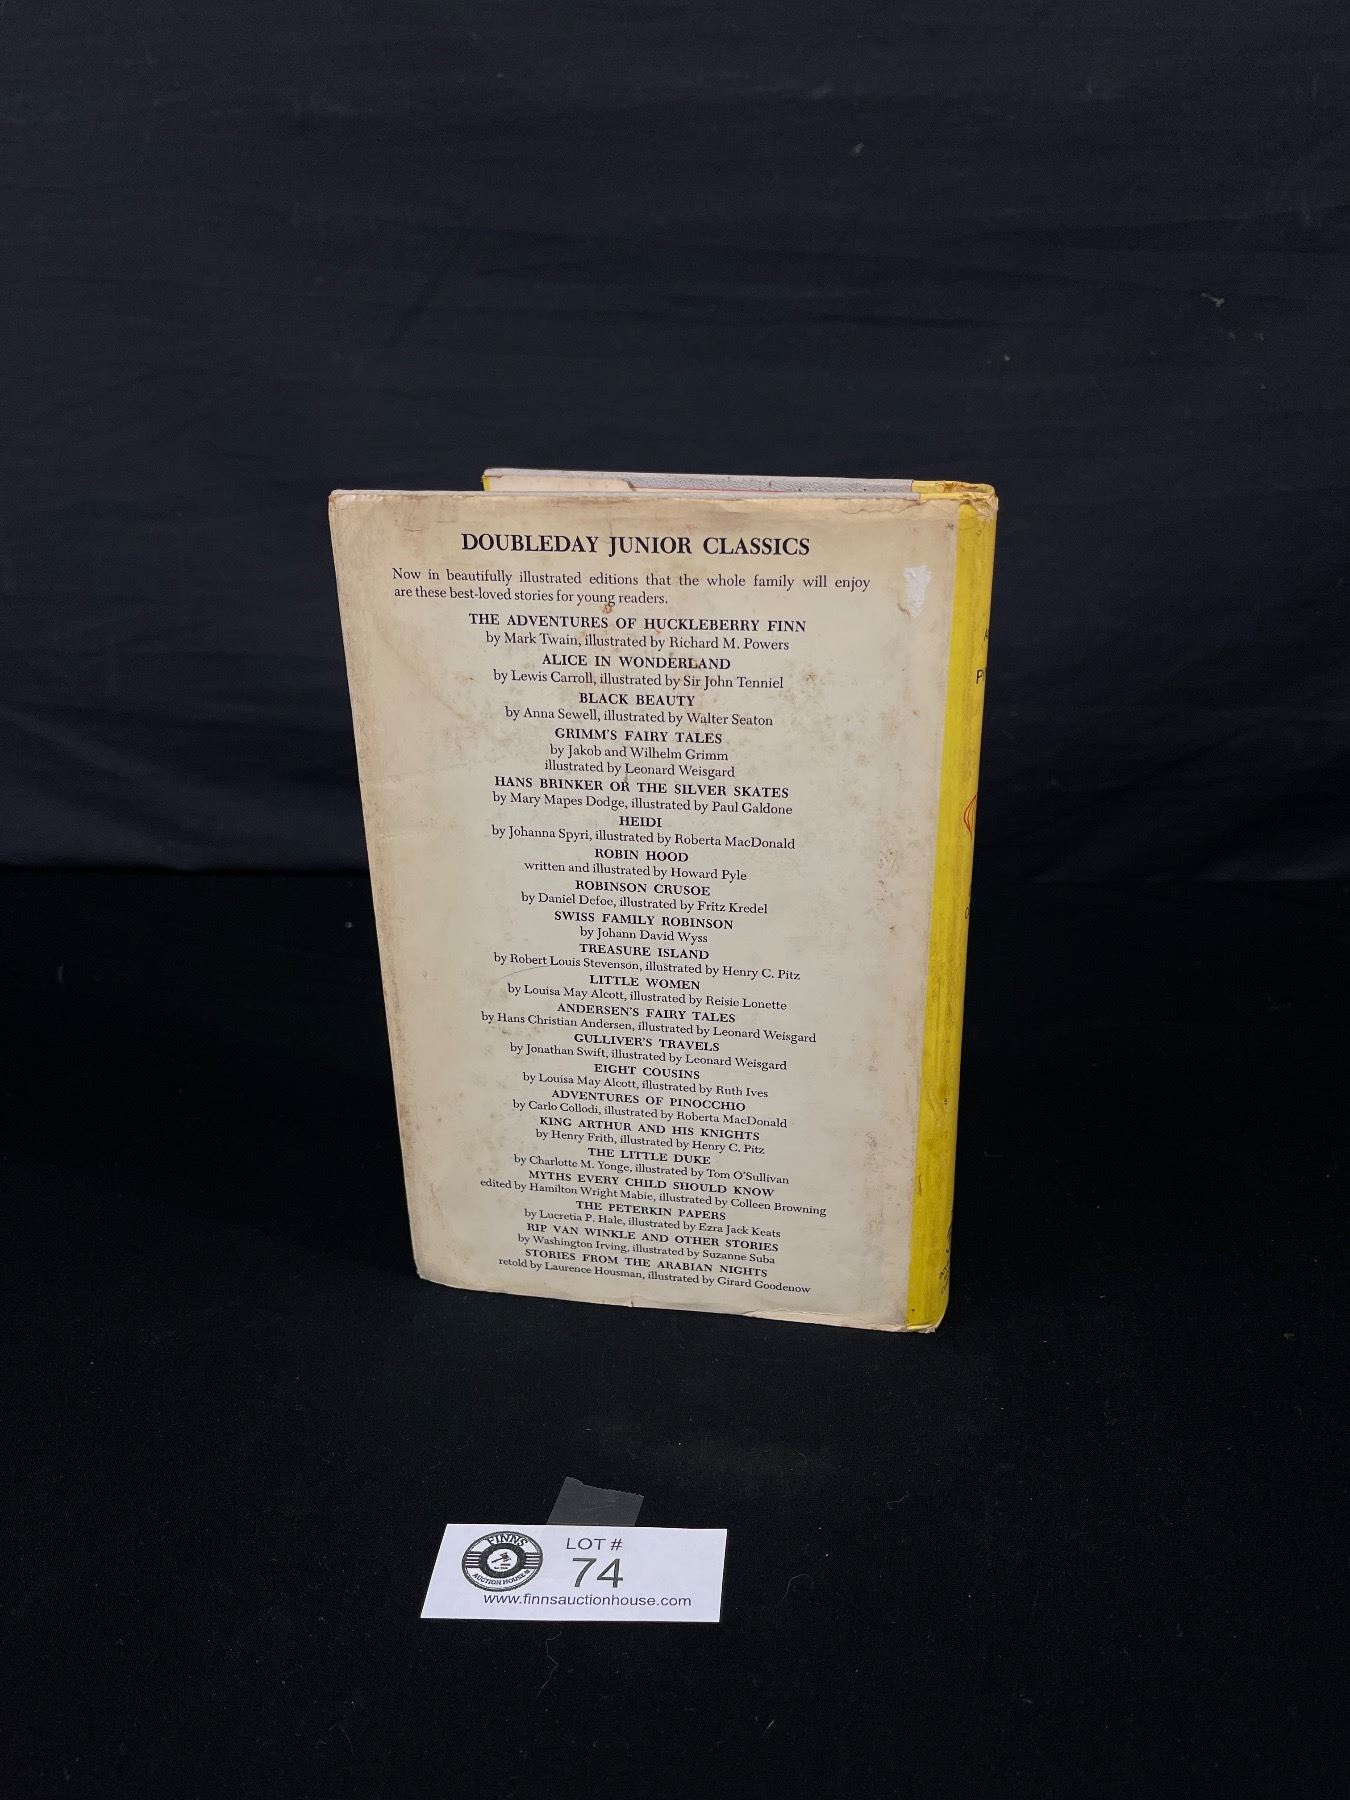 DOUBLEDAY JUNIOR CLASSICS
Now in beautifully illustrated editions that the whole family will enjoy
are these best-loved stories for young readers.
THE ADVENTURES OF HUCKLEBERRY FINN
by Mark Twain, illustrated by Richard M. Powers
ALICE IN WONDERLAND
by Lewis Carroll, illustrated by Sir John Tenniel
BLACK BEAUTY
by Anna Sewell, illustrated by Walter Seaton
GRIMM'S FAIRY TALES
by Jakob and Wilhelm Grimm
illustrated by Leonard Weisgard
HANS BRINKER OR THE SILVER SKATES
by Mary Mapes Dodge, illustrated by Paul Galdone
HEIDI
by Johanna Spyri, illustrated by Roberta MacDonald
ROBIN HOOD
written and illustrated by Howard Pyle
ROBINSON CRUSOE
by Daniel Defoe, illustrated by Fritz Kredel
SWISS FAMILY ROBINSON
by Johann David Wyss
TREASURE ISLAND
by Robert Louis Stevenson, illustrated by Henry C. Pitz
LITTLE WOMEN
by Louisa May Alcott, illustrated by Reisie Lonette
ANDERSEN'S FAIRY TALES
by Hans Christian Andersen, illustrated by Leonard Weisgard
GULLIVER'S TRAVELS
by Jonathan Swift, illustrated by Leonard Weisgard
EIGHT COUSINS
by Louisa May Alcott, illustrated by Ruth Ives
ADVENTURES OF PINOCCHIO
by Carlo Collodi, illustrated by Roberta MacDonald
KING ARTHUR AND HIS KNIGHTS
by Henry Frith, illustrated by Henry C. Pitz
THE LITTLE DUKE
by Charlotte M. Yonge, illustrated by Tom O'Sullivan
MYTHS EVERY CHILD SHOULD KNOW
edited by Hamilton Wright Mabie, illustrated by Colleen Browning
THE PETERKIN PAPERS
by Lucretia P. Hale, illustrated by Ezra Jack Keats
RIP VAN WINKLE AND OTHER STORIES
by Washington Irving, illustrated by Suzanne Suba
STORIES FROM THE ARABIAN NIGHTS
retold by Laurence Housman, illustrated by Girard Goodenow
FINNS
AUCTION HOUSE
LOT #
74
www.finnsauctionhouse.com